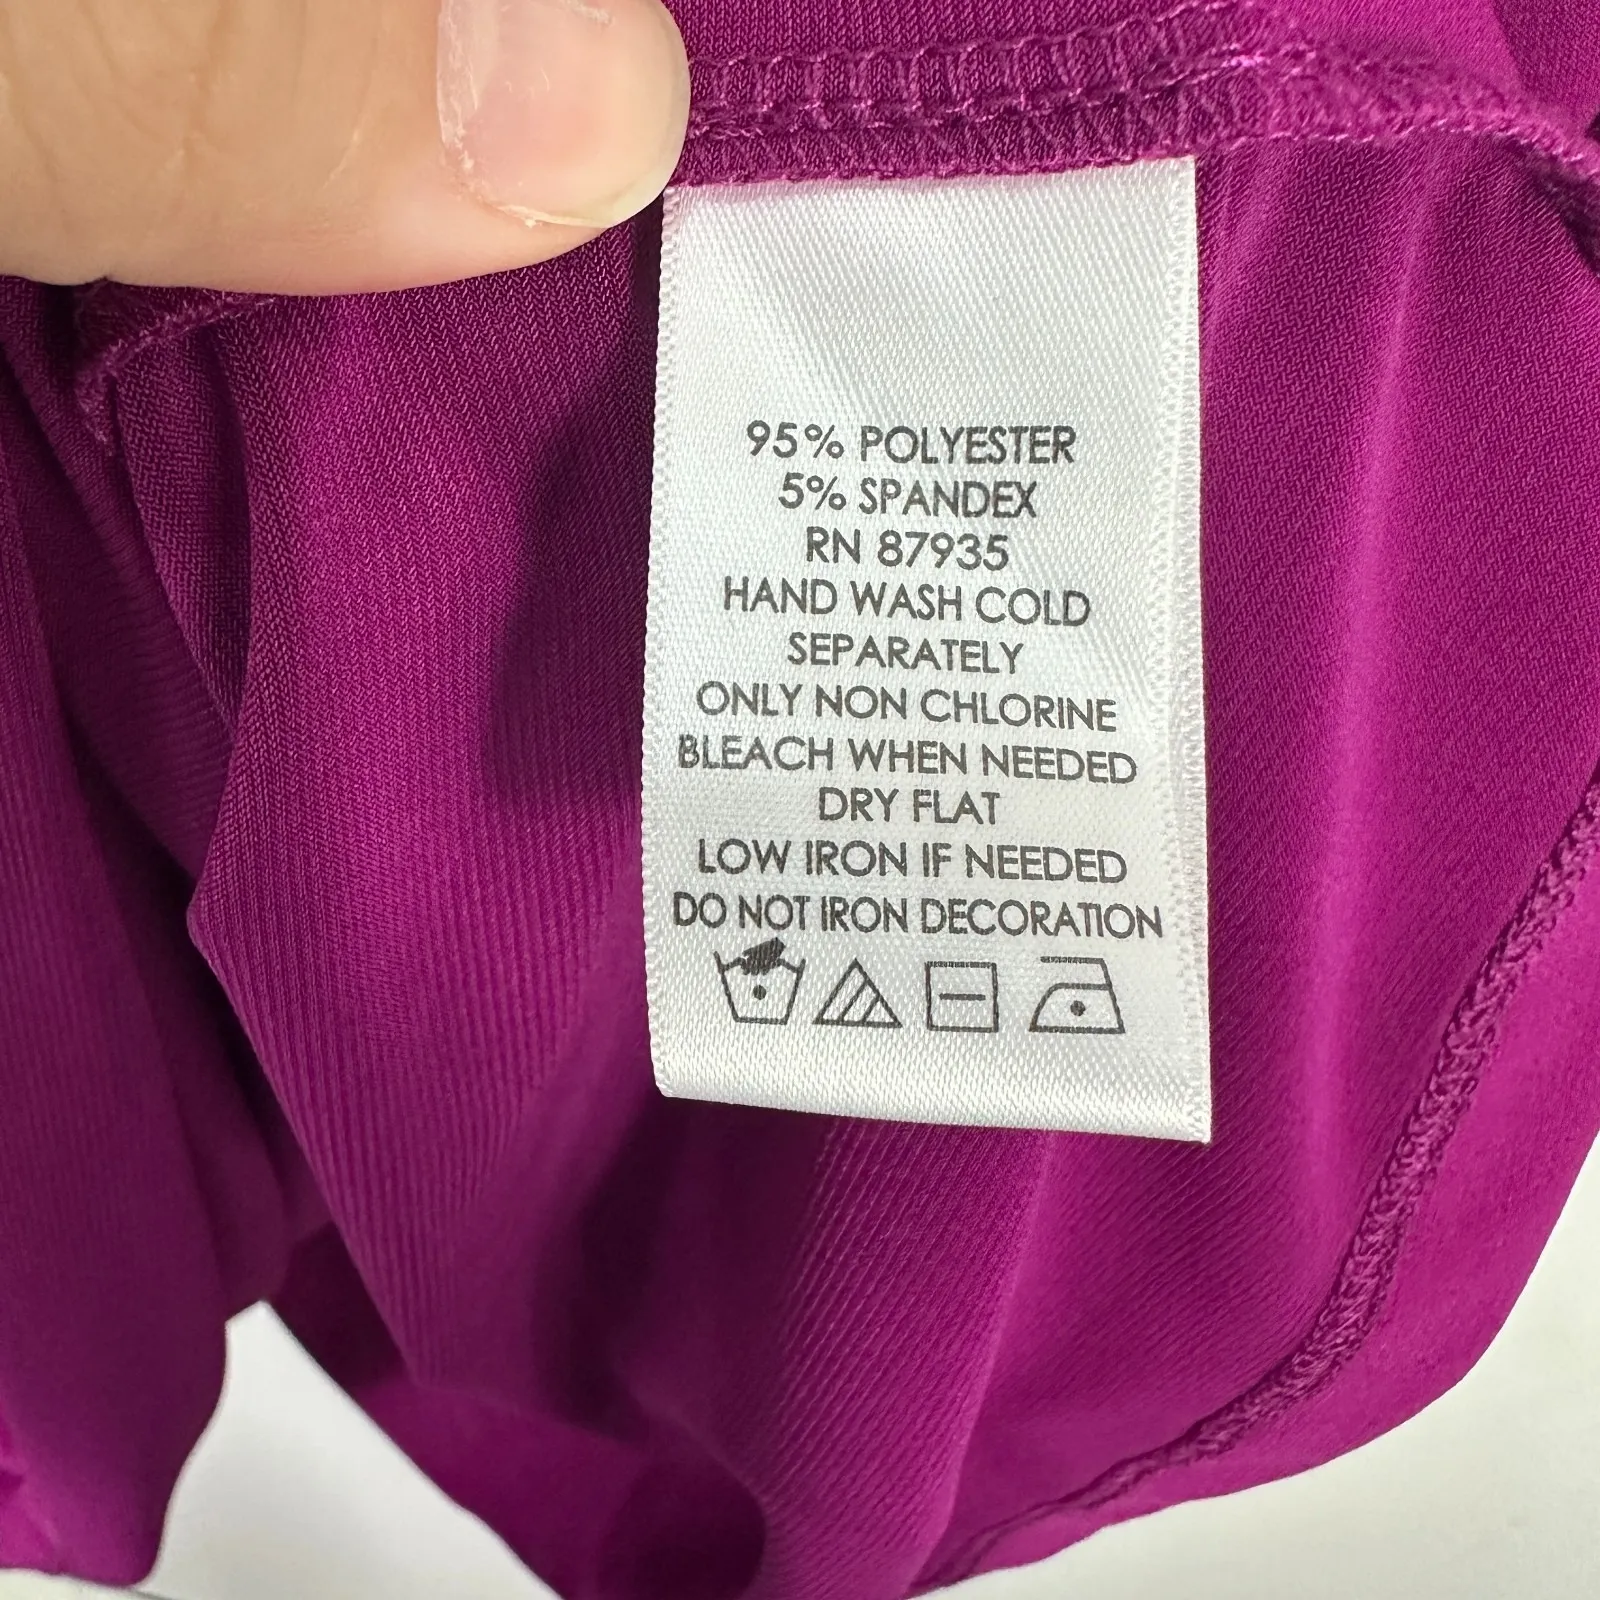 95% POLYESTER
5% SPANDEX
RN 87935
HAND WASH COLD
SEPARATELY
ONLY NON CHLORINE
BLEACH WHEN NEEDED
DRY FLAT
LOW IRON IF NEEDED
DO NOT IRON DECORATION